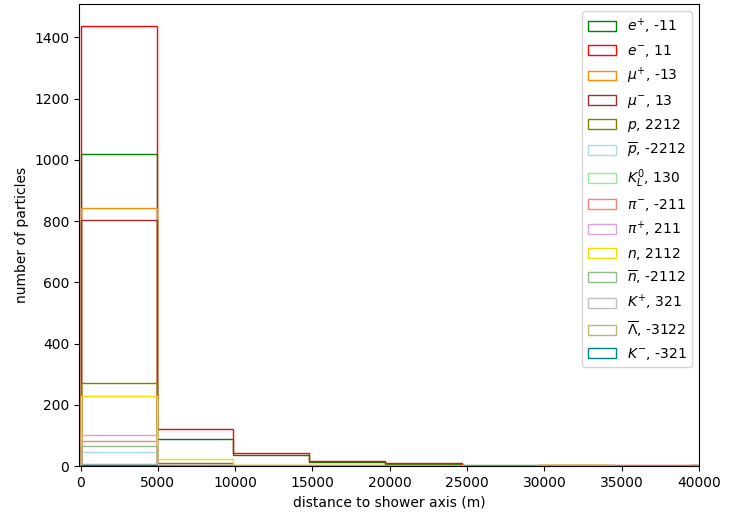 1400
1200
1000
800
600
400
200
0
number of particles
0 5000 10000 15000 20000 25000 30000 35000 40000
distance to shower axis (m)
e⁺, -11
e⁻, 11
μ⁺, -13
μ⁻, 13
p, 2212
p̅, -2212
K⁰_L, 130
π⁻, -211
π⁺, 211
n, 2112
n̅, -2112
K⁺, 321
Λ̅, -3122
K⁻, -321